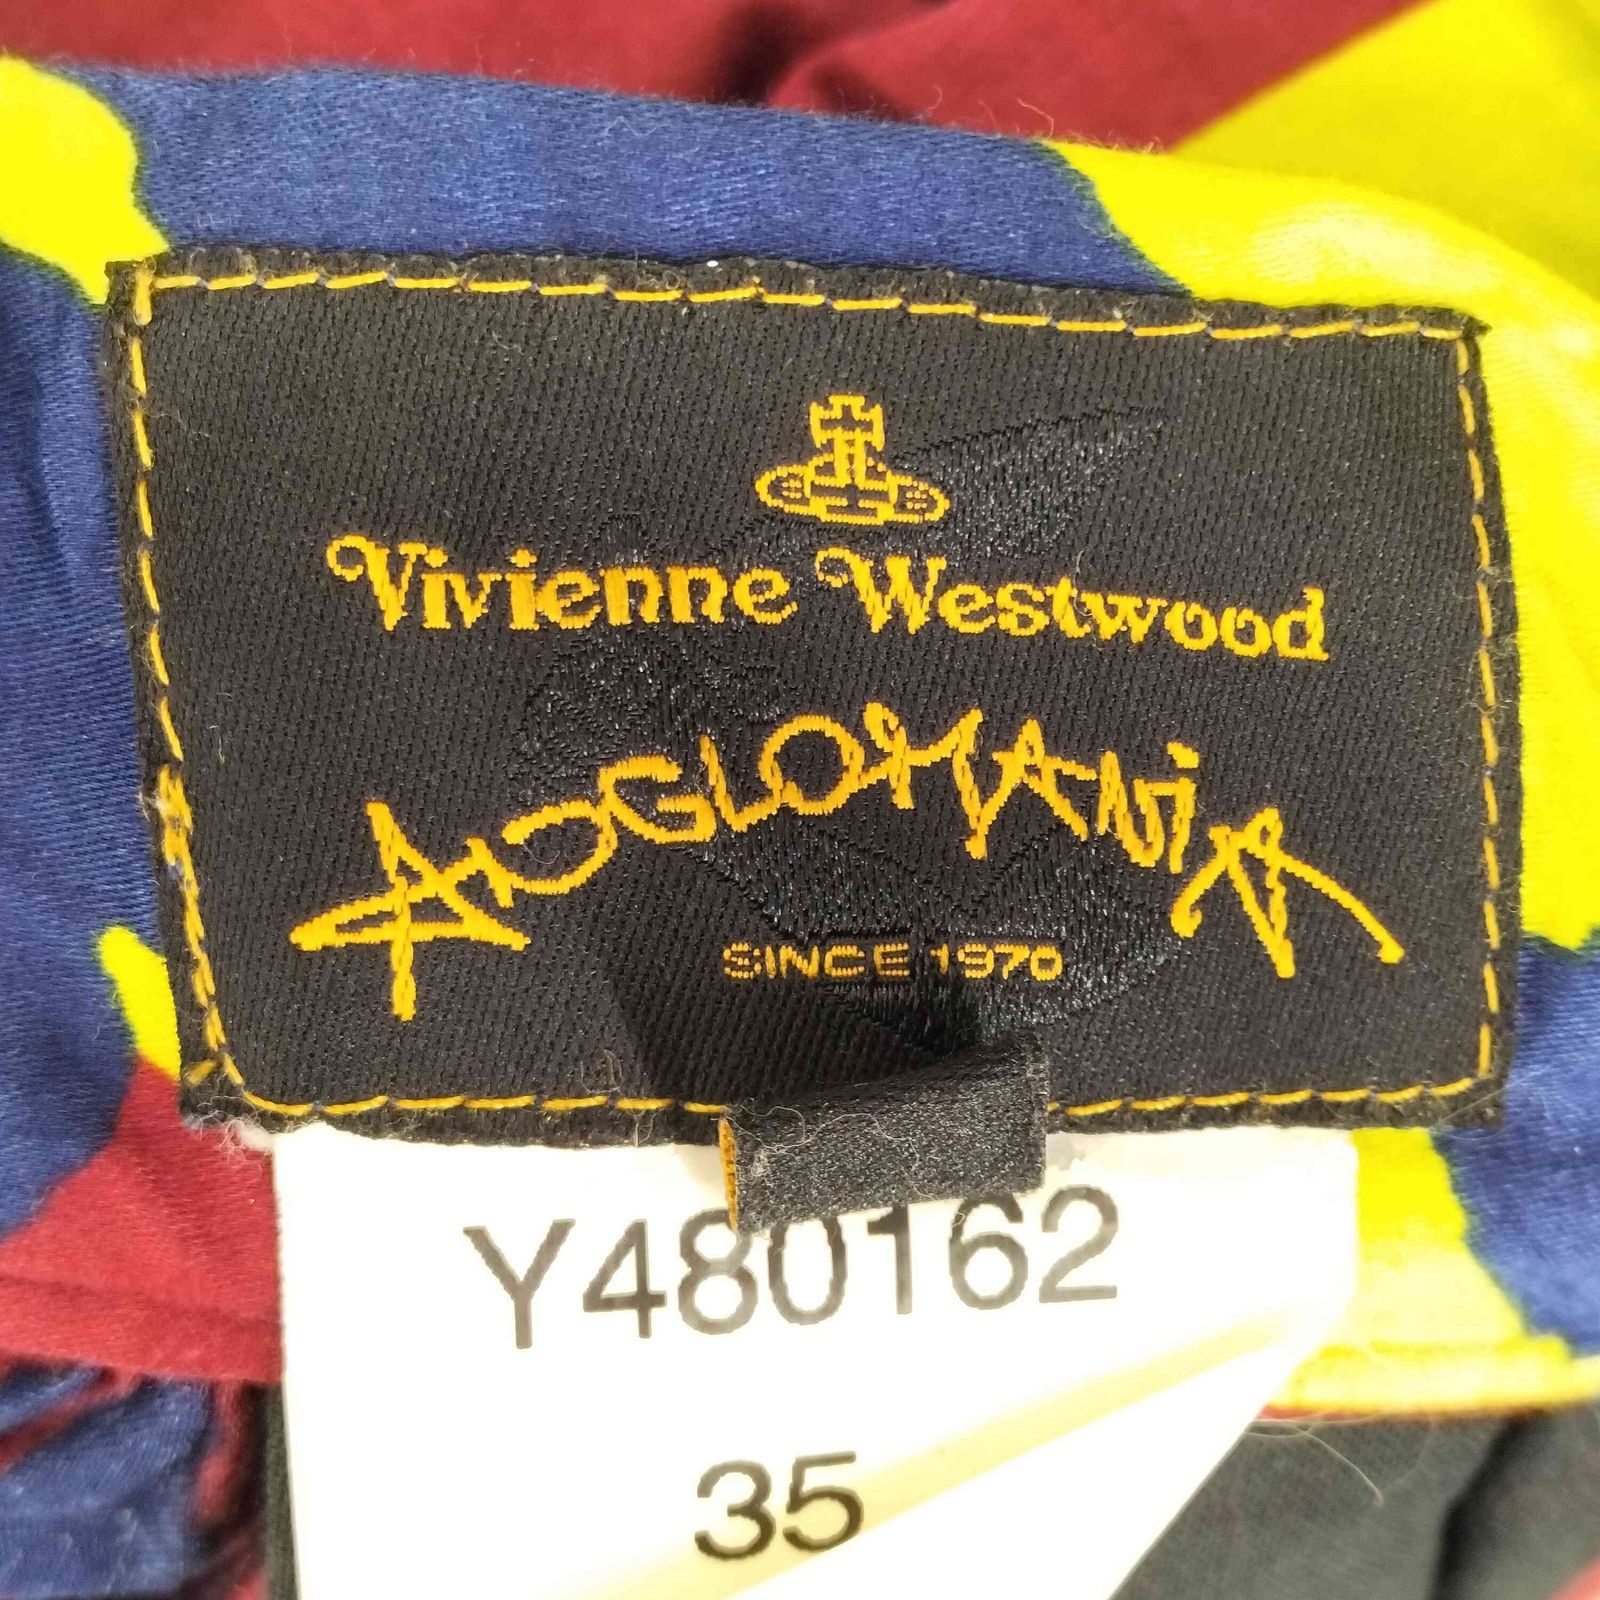 Vivienne Westwood
ANGLOMANIA
SINCE 1970
Y480162
35